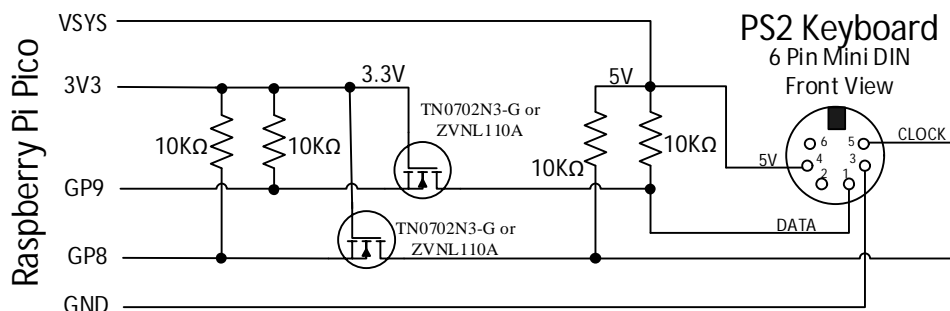 Raspberry Pi Pico
VSYS
3V3
GP9
GP8
GND
3.3V
10KΩ
10KΩ
TN0702N3-G or
ZVNL110A
TN0702N3-G or
ZVNL110A
5V
10KΩ
10KΩ
PS2 Keyboard
6 Pin Mini DIN
Front View
6
5
4
3
2
1
5V
CLOCK
DATA